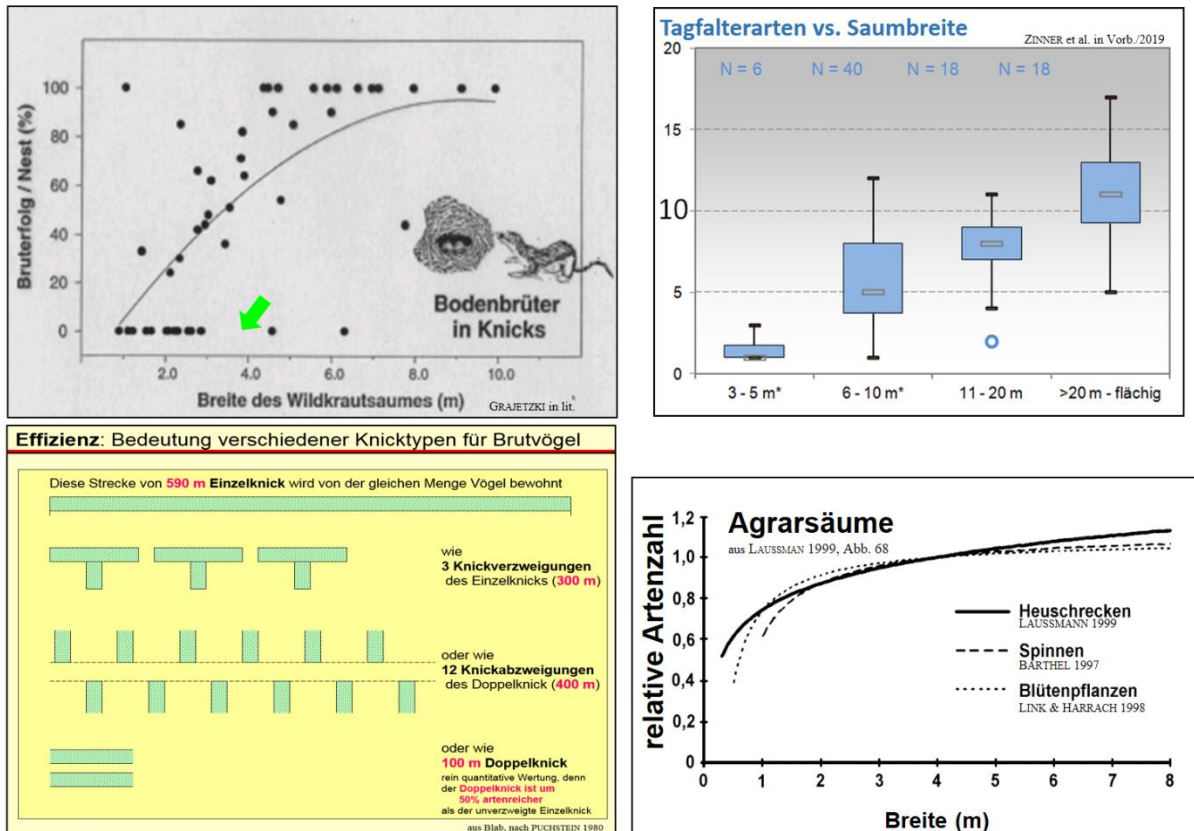 100
80
60
40
20
0
Bruterfolg / Nest (%)
Bodenbrüter
in Knicks
2.0 4.0 6.0 8.0 10.0
Breite des Wildkrautsaumes (m)
GRAJETZKI in lit.
Tagfalterarten vs. Saumbreite
ZINNER et al. in Vorb./2019
20
15
10
5
0
N = 6 N = 40 N = 18 N = 18
3 - 5 m* 6 - 10 m* 11 - 20 m >20 m - flächig
Effizienz: Bedeutung verschiedener Knicktypen für Brutvögel
Diese Strecke von 590 m Einzelknick wird von der gleichen Menge Vögel bewohnt
wie
3 Knickverzweigungen
des Einzelknicks (300 m)
oder wie
12 Knickabzweigungen
des Doppelknick (400 m)
oder wie
100 m Doppelknick
rein quantitative Wertung, denn
der Doppelknick ist um
50% artenreicher
als der unverzweigte Einzelknick
aus Blab, nach PUCHSTEIN 1980
relative Artenzahl
1,2
1,0
0,8
0,6
0,4
0,2
0
Agrarsäume
aus LAUSSMAN 1999, Abb. 68
Heuschrecken
LAUSSMANN 1999
Spinnen
BARTHEL 1997
Blütenpflanzen
LINK & HARRACH 1998
0 1 2 3 4 5 6 7 8
Breite (m)